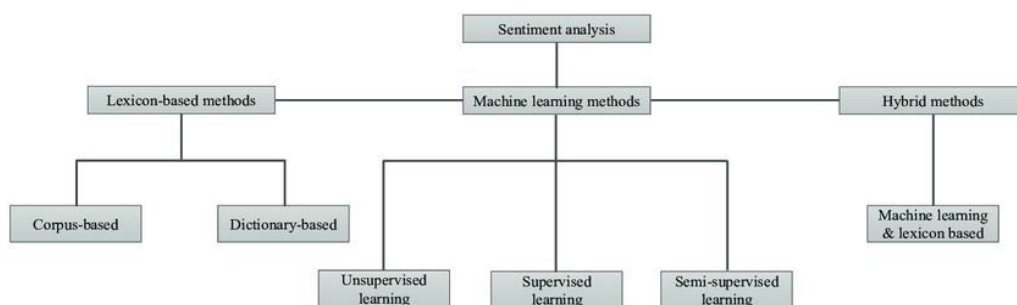 Sentiment analysis
Lexicon-based methods
Machine learning methods
Hybrid methods
Corpus-based
Dictionary-based
Machine learning
& lexicon based
Unsupervised
learning
Supervised
learning
Semi-supervised
learning